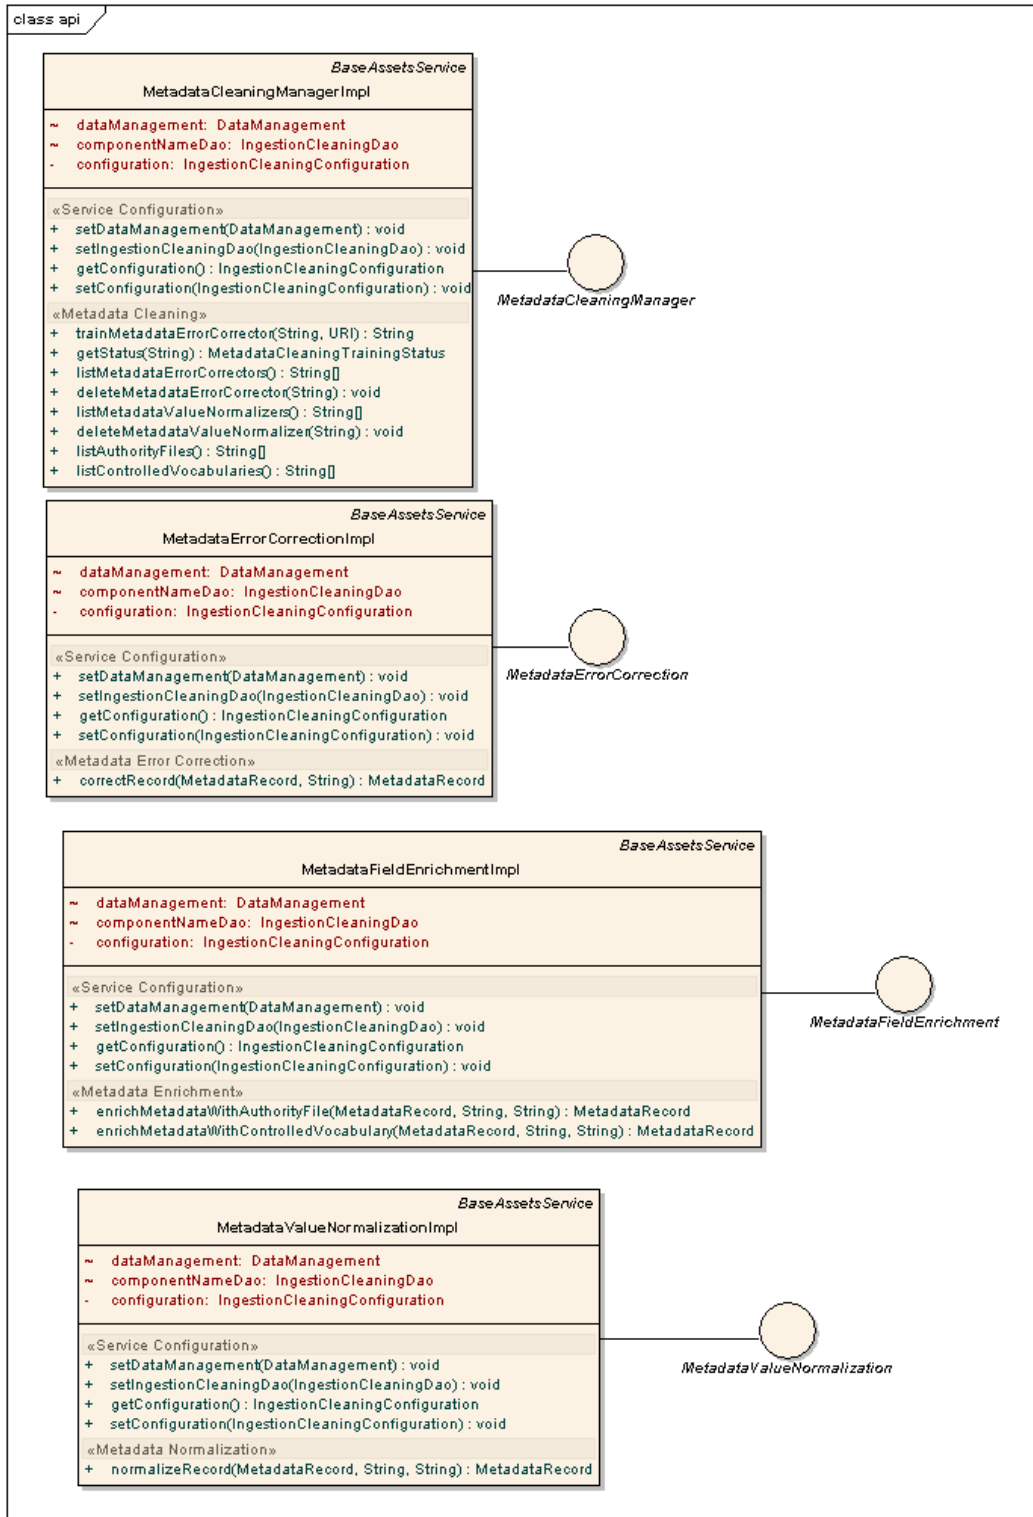 class api
BaseAssetsService
MetadataCleaningManagerImpl
~ dataManagement: DataManagement
~ componentNameDao: IngestionCleaningDao
- configuration: IngestionCleaningConfiguration
«Service Configuration»
+ setDataManagement(DataManagement) : void
+ setIngestionCleaningDao(IngestionCleaningDao) : void
+ getConfiguration() : IngestionCleaningConfiguration
+ setConfiguration(IngestionCleaningConfiguration) : void
«Metadata Cleaning»
+ trainMetadataErrorCorrector(String, URI) : String
+ getStatus(String) : MetadataCleaningTrainingStatus
+ listMetadataErrorCorrectors() : String[]
+ deleteMetadataErrorCorrector(String) : void
+ listMetadataValueNormalizers() : String[]
+ deleteMetadataValueNormalizer(String) : void
+ listAuthorityFiles() : String[]
+ listControlledVocabularies() : String[]
MetadataCleaningManager
BaseAssetsService
MetadataErrorCorrectionImpl
~ dataManagement: DataManagement
~ componentNameDao: IngestionCleaningDao
- configuration: IngestionCleaningConfiguration
«Service Configuration»
+ setDataManagement(DataManagement) : void
+ setIngestionCleaningDao(IngestionCleaningDao) : void
+ getConfiguration() : IngestionCleaningConfiguration
+ setConfiguration(IngestionCleaningConfiguration) : void
«Metadata Error Correction»
+ correctRecord(MetadataRecord, String) : MetadataRecord
MetadataErrorCorrection
BaseAssetsService
MetadataFieldEnrichmentImpl
~ dataManagement: DataManagement
~ componentNameDao: IngestionCleaningDao
- configuration: IngestionCleaningConfiguration
«Service Configuration»
+ setDataManagement(DataManagement) : void
+ setIngestionCleaningDao(IngestionCleaningDao) : void
+ getConfiguration() : IngestionCleaningConfiguration
+ setConfiguration(IngestionCleaningConfiguration) : void
«Metadata Enrichment»
+ enrichMetadataWithAuthorityFile(MetadataRecord, String, String) : MetadataRecord
+ enrichMetadataWithControlledVocabulary(MetadataRecord, String, String) : MetadataRecord
MetadataFieldEnrichment
BaseAssetsService
MetadataValueNormalizationImpl
~ dataManagement: DataManagement
~ componentNameDao: IngestionCleaningDao
- configuration: IngestionCleaningConfiguration
«Service Configuration»
+ setDataManagement(DataManagement) : void
+ setIngestionCleaningDao(IngestionCleaningDao) : void
+ getConfiguration() : IngestionCleaningConfiguration
+ setConfiguration(IngestionCleaningConfiguration) : void
«Metadata Normalization»
+ normalizeRecord(MetadataRecord, String, String) : MetadataRecord
MetadataValueNormalization